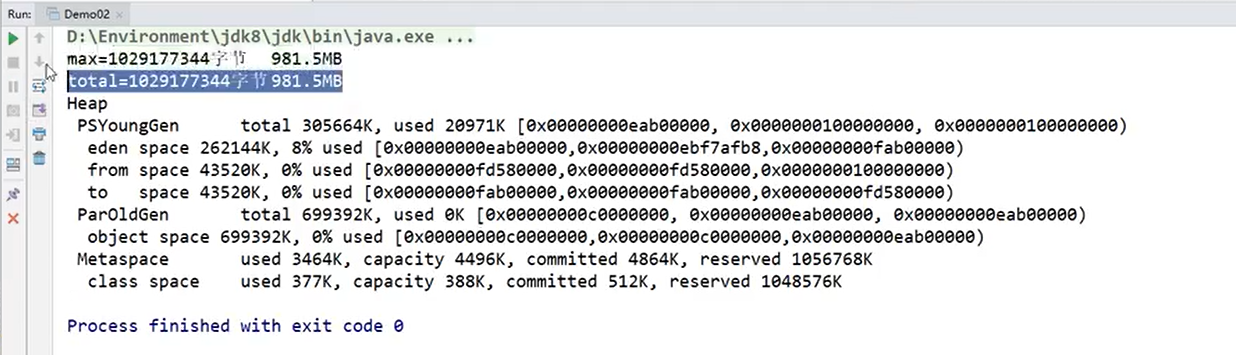 Run: Demo02
D:\Environment\jdk8\jdk\bin\java.exe ...
max=1029177344字节 981.5MB
total=1029177344字节 981.5MB
Heap
PSYoungGen total 305664K, used 20971K [0x00000000eab00000, 0x0000000100000000, 0x0000000100000000)
eden space 262144K, 8% used [0x00000000eab00000,0x00000000ebf7afb8,0x00000000fab00000)
from space 43520K, 0% used [0x00000000fd580000,0x00000000fd580000,0x0000000100000000)
to space 43520K, 0% used [0x00000000fab00000,0x00000000fab00000,0x00000000fd580000)
ParOldGen total 699392K, used 0K [0x00000000c0000000, 0x00000000eab00000, 0x00000000eab00000)
object space 699392K, 0% used [0x00000000c0000000,0x00000000c0000000,0x00000000eab00000)
Metaspace used 3464K, capacity 4496K, committed 4864K, reserved 1056768K
class space used 377K, capacity 388K, committed 512K, reserved 1048576K
Process finished with exit code 0